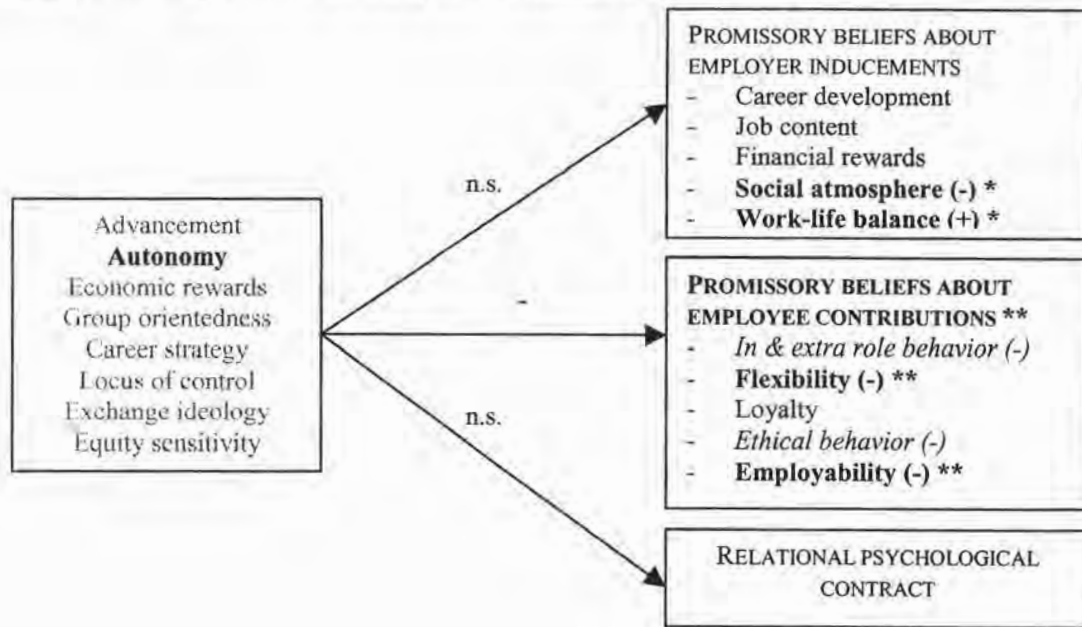 Advancement
Autonomy
Economic rewards
Group orientedness
Career strategy
Locus of control
Exchange ideology
Equity sensitivity
n.s.
-
n.s.
PROMISSORY BELIEFS ABOUT
EMPLOYER INDUCEMENTS
- Career development
- Job content
- Financial rewards
- Social atmosphere (-) *
- Work-life balance (+) *
PROMISSORY BELIEFS ABOUT
EMPLOYEE CONTRIBUTIONS **
- In & extra role behavior (-)
- Flexibility (-) **
- Loyalty
- Ethical behavior (-)
- Employability (-) **
RELATIONAL PSYCHOLOGICAL
CONTRACT